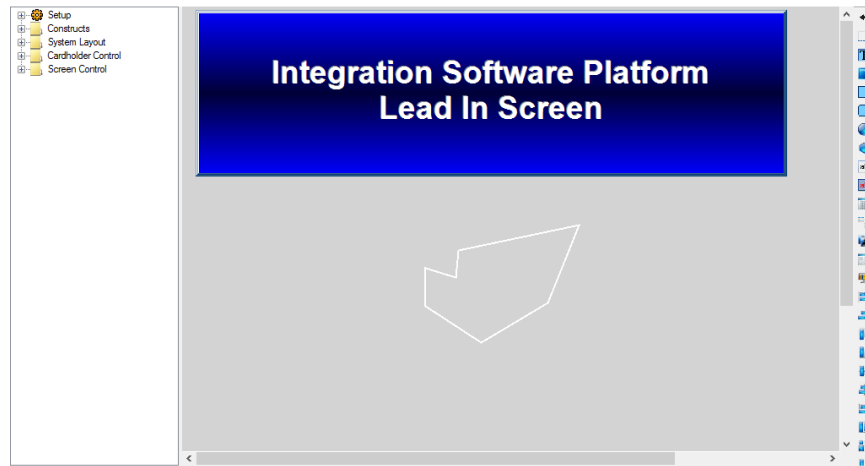 Setup
Constructs
System Layout
Cardholder Control
Screen Control
Integration Software Platform
Lead In Screen